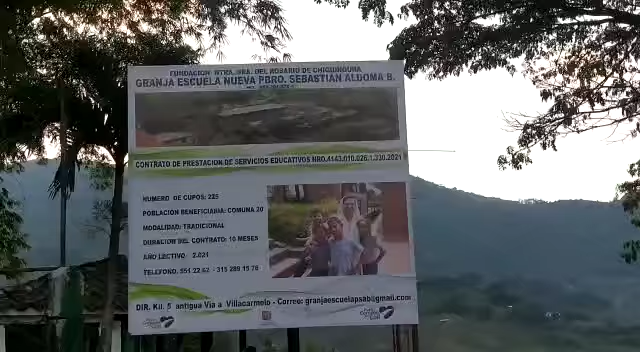 FUNDACION NTRA. SRA. DEL ROSARIO DE CHIQUINQUIRA
GRANJA ESCUELA NUEVA PBRO. SEBASTIAN ALDOMA B.
CONTRATO DE PRESTACION DE SERVICIOS EDUCATIVOS NRO.4143.010.026.1.330.2021
NUMERO DE CUPOS: 225
POBLACION BENEFICIARIA: COMUNA 20
MODALIDAD: TRADICIONAL
DURACION DEL CONTRATO: 10 MESES
AÑO LECTIVO 2.021
TELEFONO. 551 22 62 - 315 289 15 76
DIR. Kil. 5 antigua Via a Villacarmelo - Correo: granjaescuelapsab@gmail.com